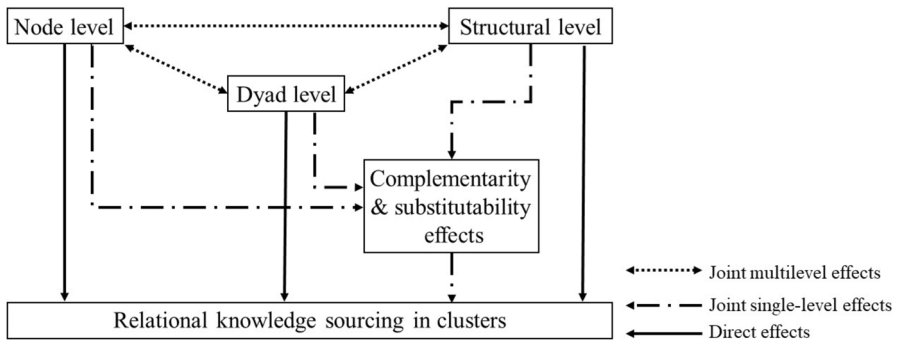 Node level
Structural level
Dyad level
Complementarity
& substitutability
effects
Relational knowledge sourcing in clusters
Joint multilevel effects
Joint single-level effects
Direct effects